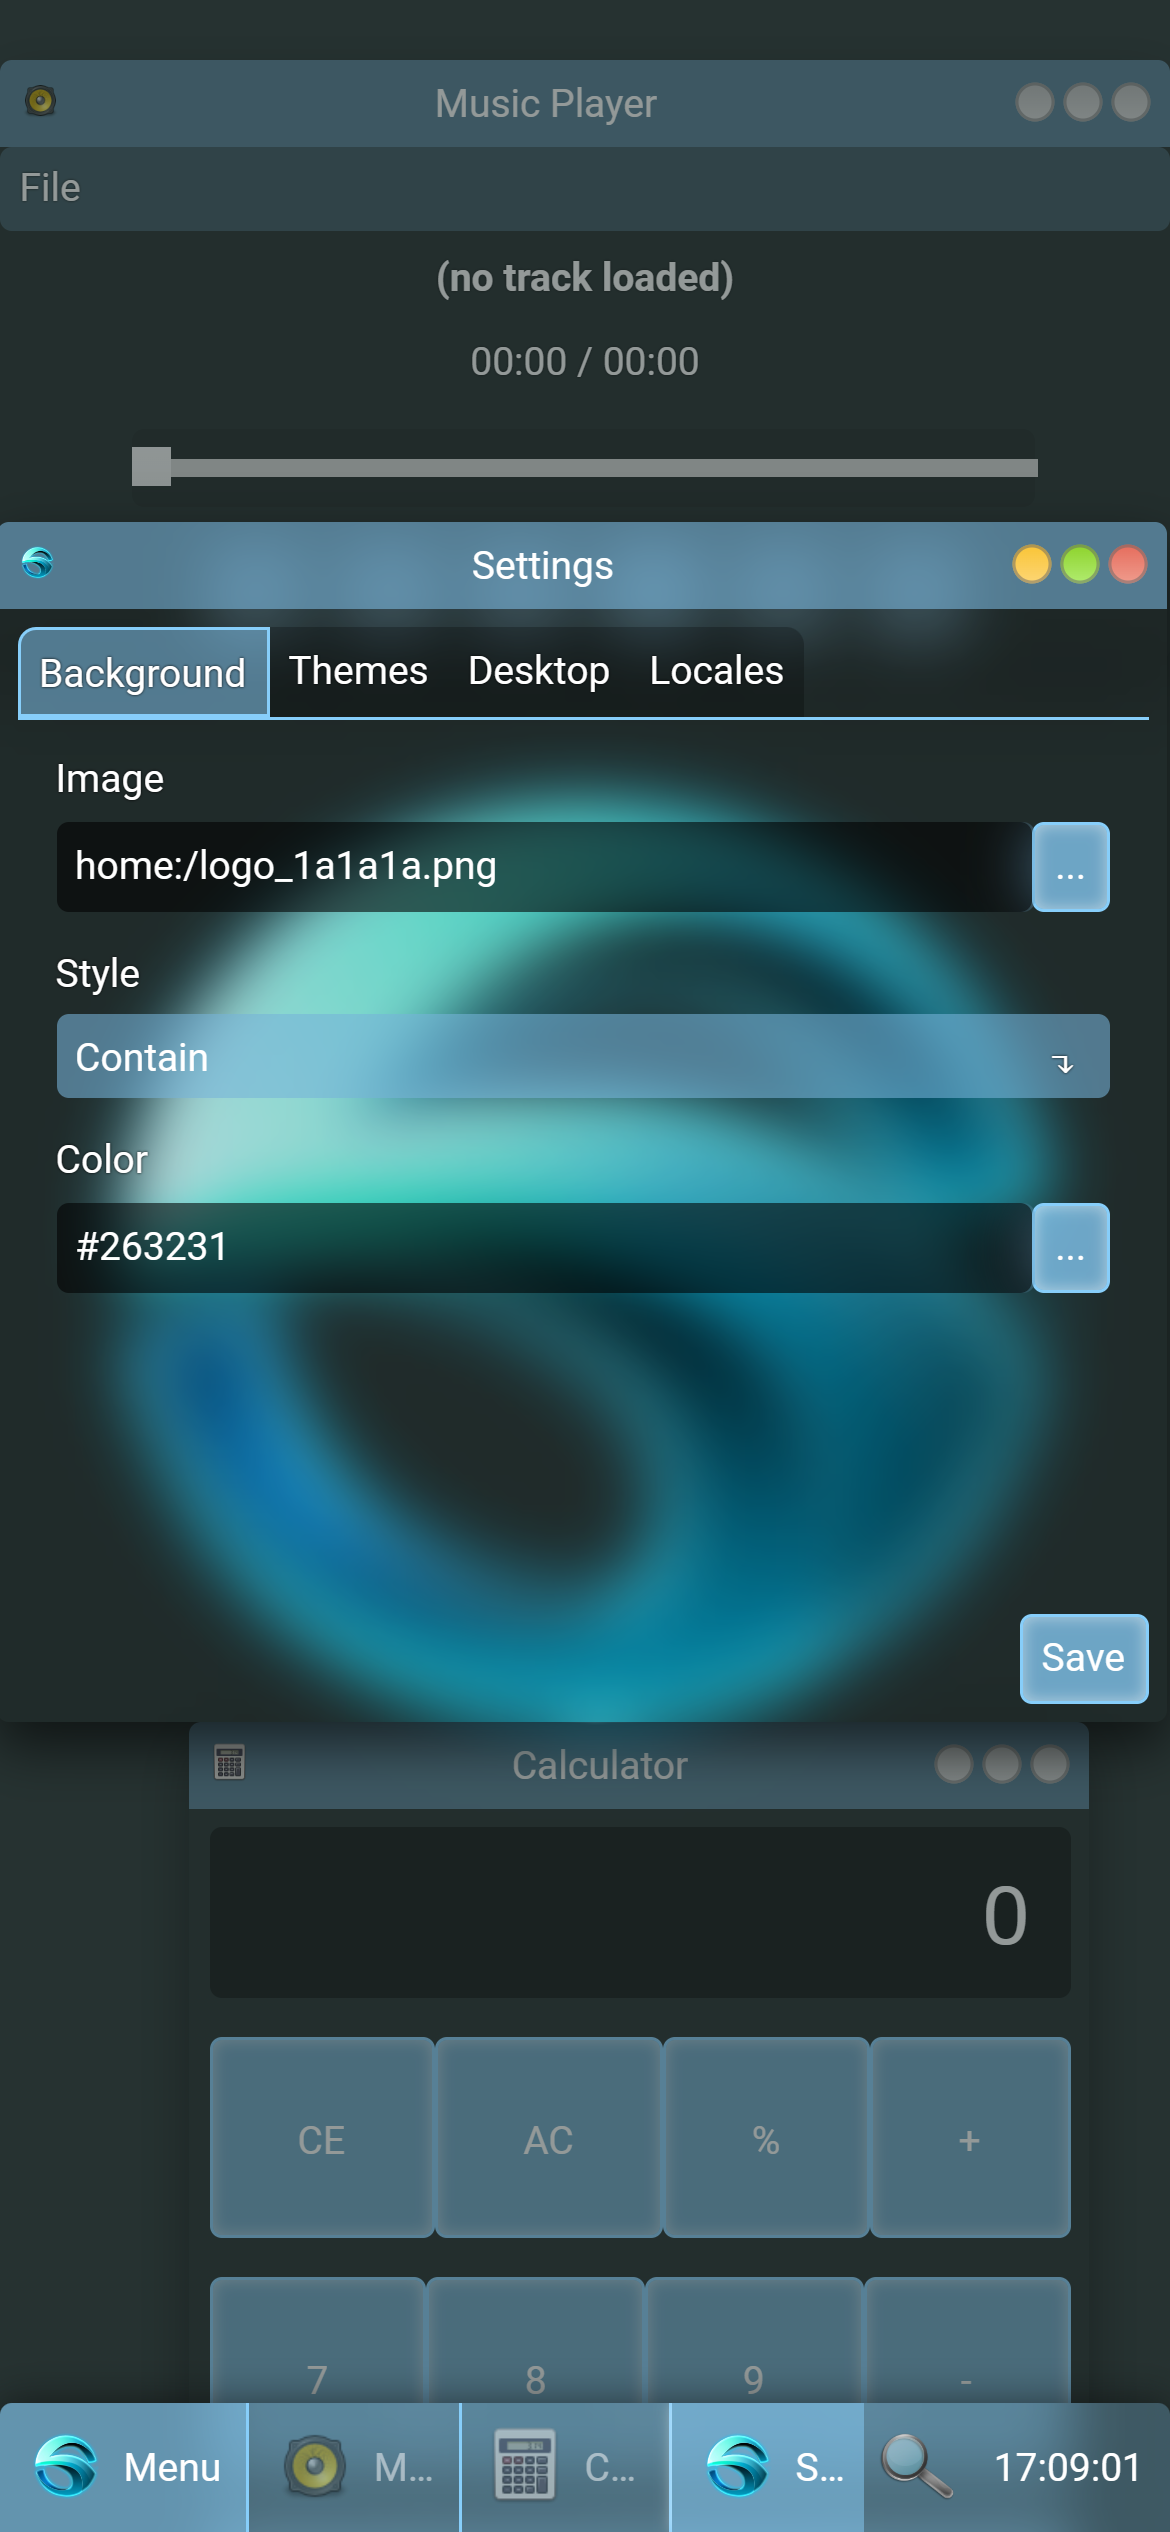 Music Player
File
(no track loaded)
00:00 / 00:00
Settings
Background Themes Desktop Locales
Image
home:/logo_1a1a1a.png
...
Style
Contain
Color
#263231
...
Save
Calculator
0
CE AC % +
7 8 9 -
Menu M... C... S... 17:09:01